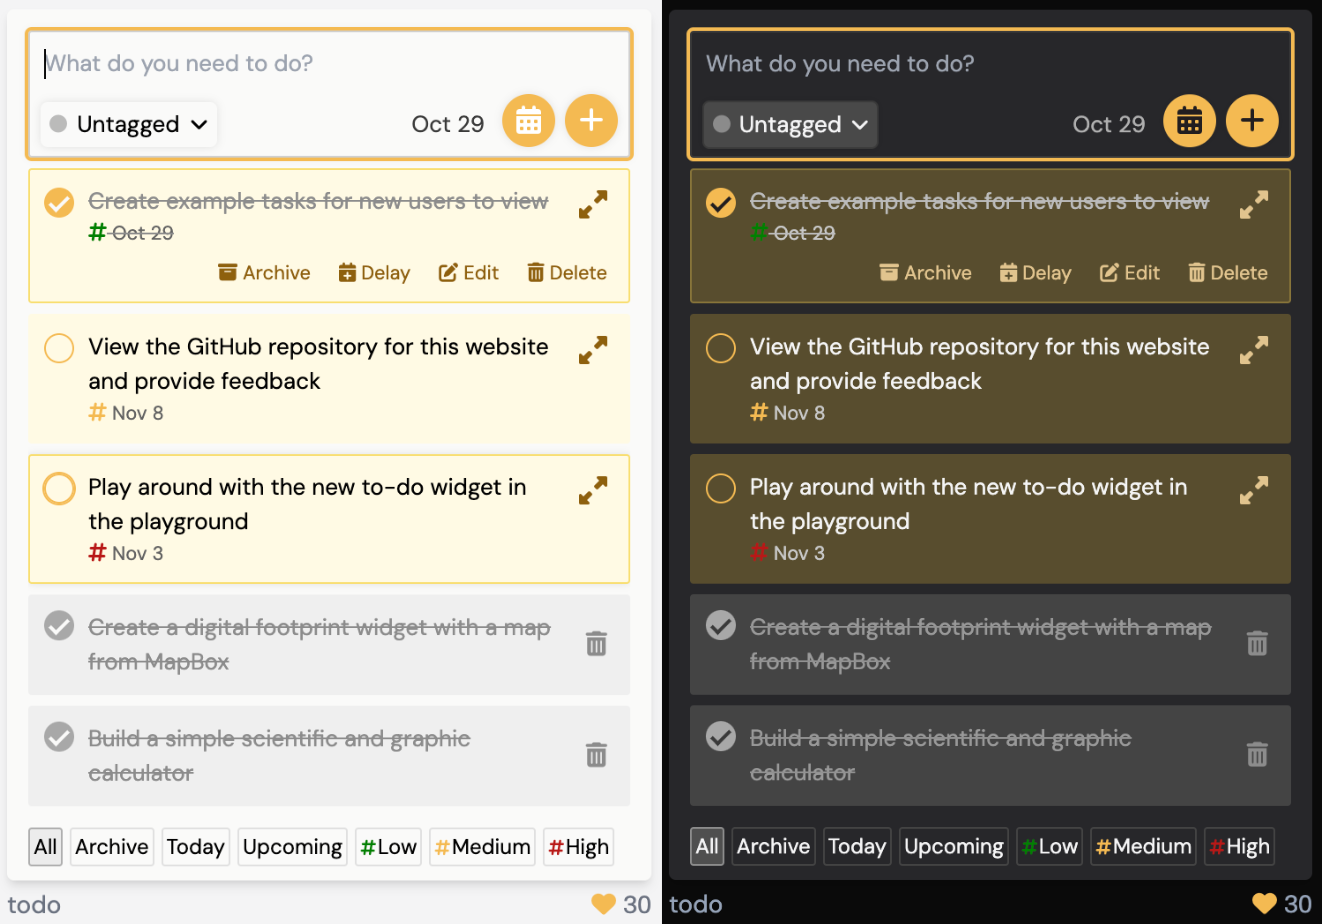 What do you need to do?
Untagged Oct 29
Create example tasks for new users to view
# Oct 29
Archive Delay Edit Delete
View the GitHub repository for this website
and provide feedback
# Nov 8
Play around with the new to-do widget in
the playground
# Nov 3
Create a digital footprint widget with a map
from MapBox
Build a simple scientific and graphic
calculator
All Archive Today Upcoming #Low #Medium #High
todo 30
What do you need to do?
Untagged Oct 29
Create example tasks for new users to view
# Oct 29
Archive Delay Edit Delete
View the GitHub repository for this website
and provide feedback
# Nov 8
Play around with the new to-do widget in
the playground
# Nov 3
Create a digital footprint widget with a map
from MapBox
Build a simple scientific and graphic
calculator
All Archive Today Upcoming #Low #Medium #High
todo 30